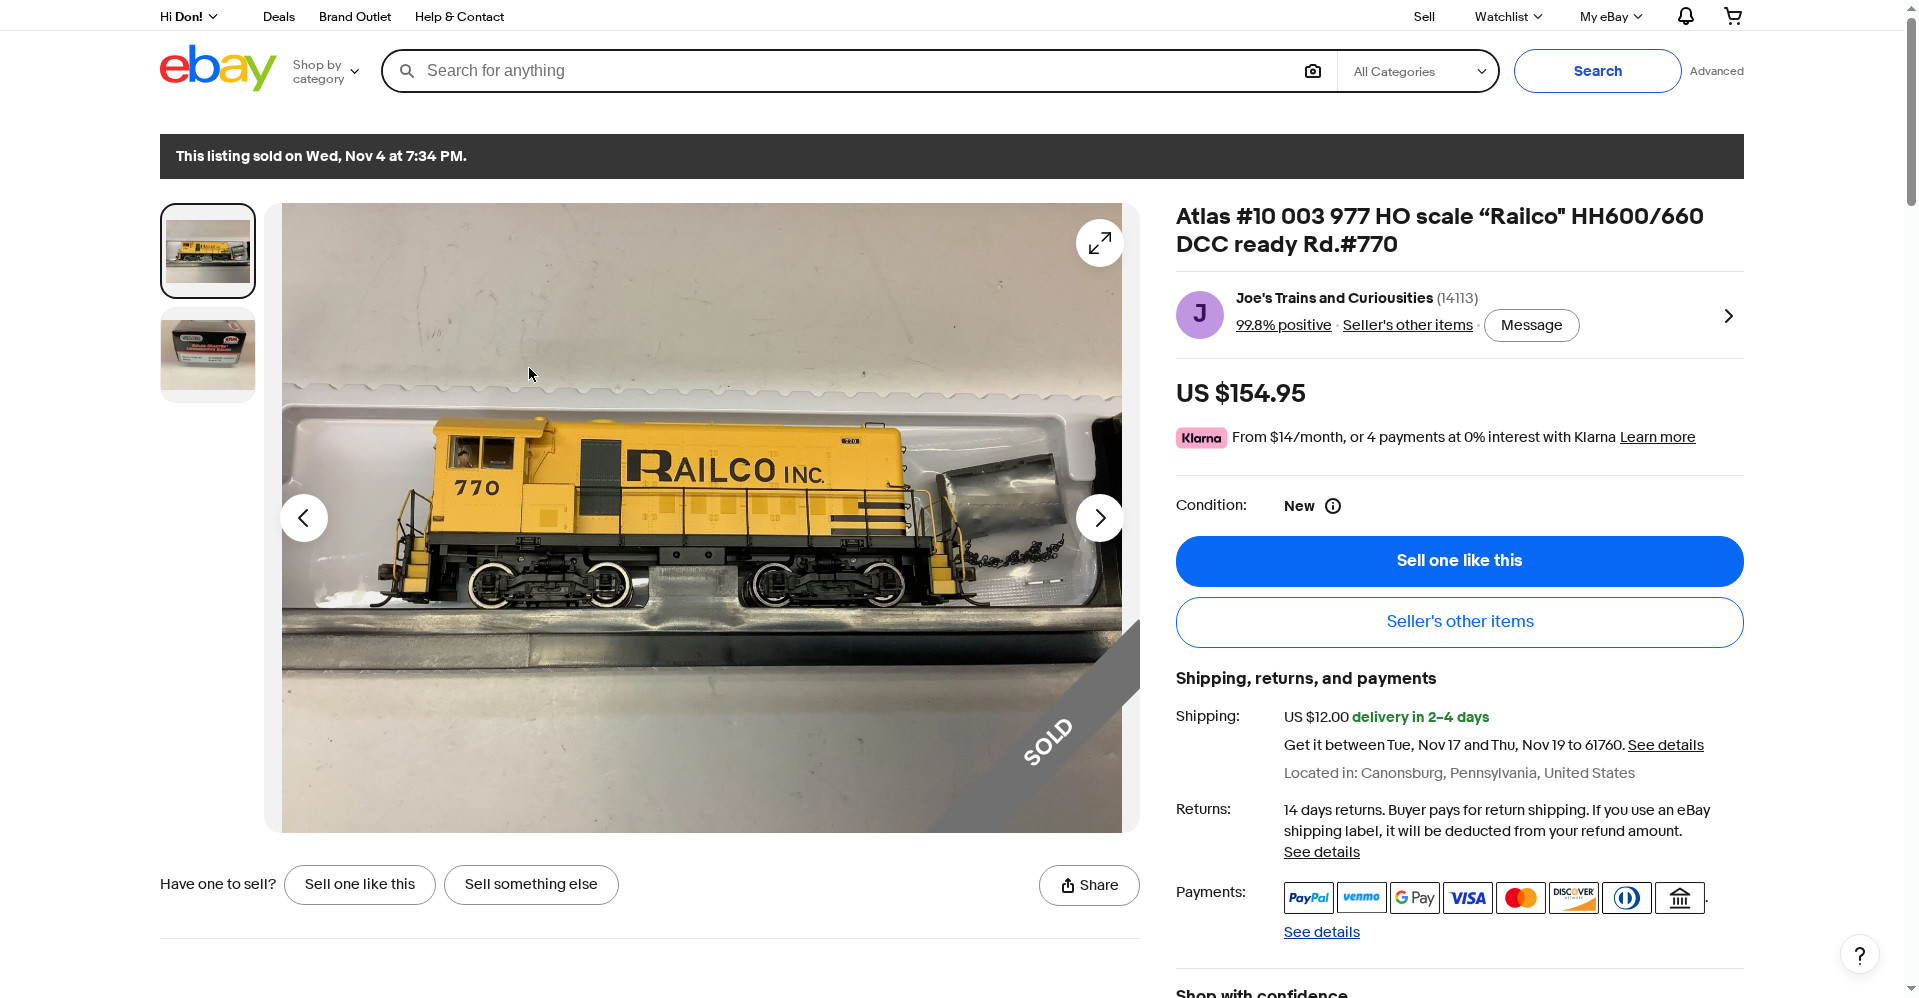 Hi Don!
Deals
Brand Outlet
Help & Contact
Sell
Watchlist
My eBay
ebay
Shop by
category
Search for anything
All Categories
Search
Advanced
This listing sold on Wed, Nov 4 at 7:34 PM.
RAILCO INC.
770
770
SOLD
Have one to sell?
Sell one like this
Sell something else
Share
Atlas #10 003 977 HO scale “Railco" HH600/660
DCC ready Rd.#770
J
Joe's Trains and Curiousities (14113)
99.8% positive · Seller's other items · Message
US $154.95
Klarna From $14/month, or 4 payments at 0% interest with Klarna Learn more
Condition: New
Sell one like this
Seller's other items
Shipping, returns, and payments
Shipping: US $12.00 delivery in 2–4 days
Get it between Tue, Nov 17 and Thu, Nov 19 to 61760. See details
Located in: Canonsburg, Pennsylvania, United States
Returns: 14 days returns. Buyer pays for return shipping. If you use an eBay
shipping label, it will be deducted from your refund amount.
See details
Payments: PayPal venmo G Pay VISA DISCOVER NETWORK .
See details
Shop with confidence
?